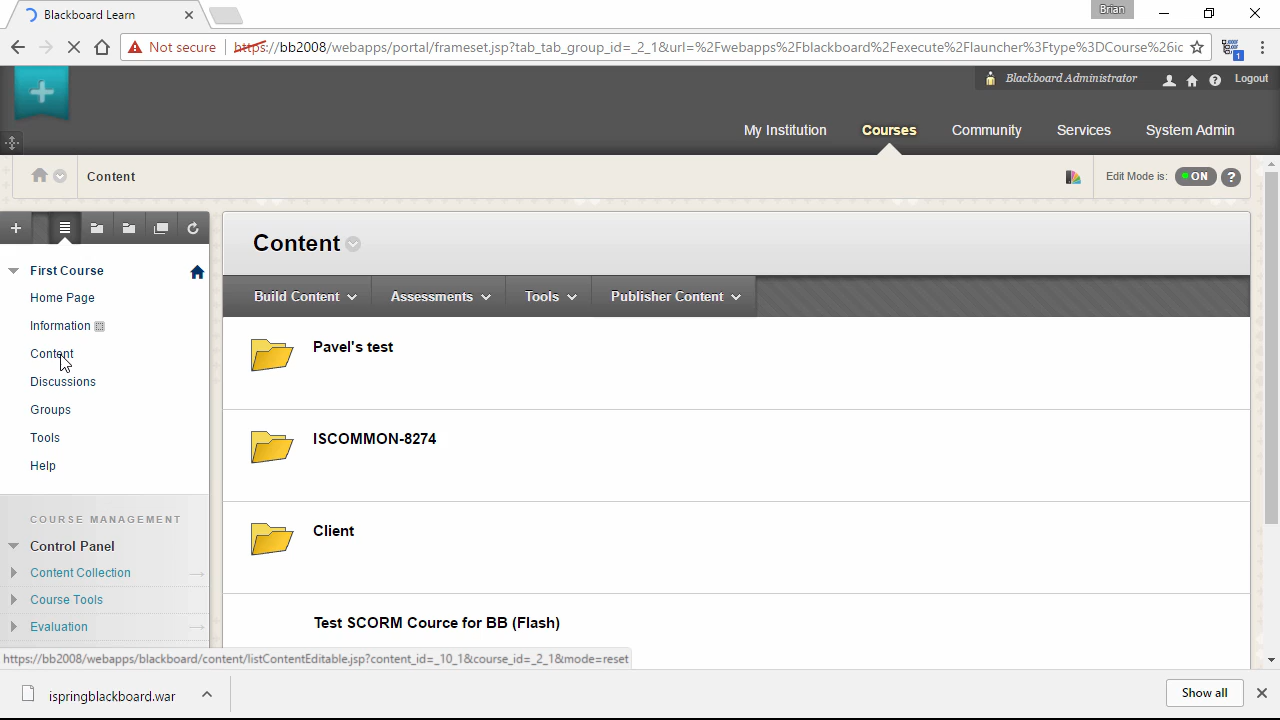 Blackboard Learn
Brian
Not secure https://bb2008/webapps/portal/frameset.jsp?tab_tab_group_id=_2_1&url=%2Fwebapps%2Fblackboard%2Fexecute%2Flauncher%3Ftype%3DCourse%26ic
1
Blackboard Administrator
Logout
My Institution Courses Community Services System Admin
Content
Edit Mode is: ON ?
First Course
Home Page
Information
Content
Discussions
Groups
Tools
Help
COURSE MANAGEMENT
Control Panel
Content Collection
Course Tools
Evaluation
Content
Build Content Assessments Tools Publisher Content
Pavel's test
ISCOMMON-8274
Client
Test SCORM Cource for BB (Flash)
https://bb2008/webapps/blackboard/content/listContentEditable.jsp?content_id=_10_1&course_id=_2_1&mode=reset
ispringblackboard.war
Show all